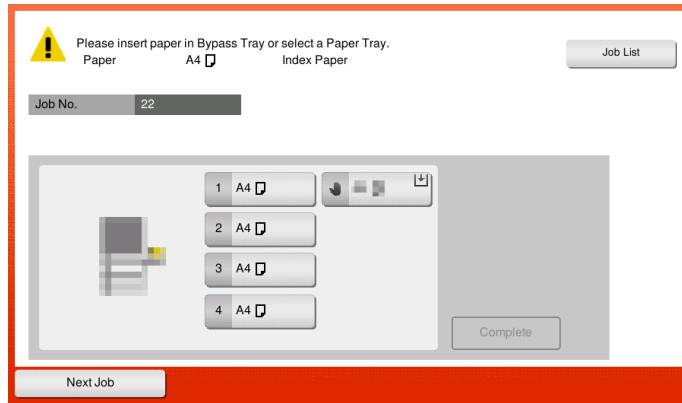 Please insert paper in Bypass Tray or select a Paper Tray.
Paper A4 Index Paper
Job List
Job No. 22
1 A4
2 A4
3 A4
4 A4
Complete
Next Job